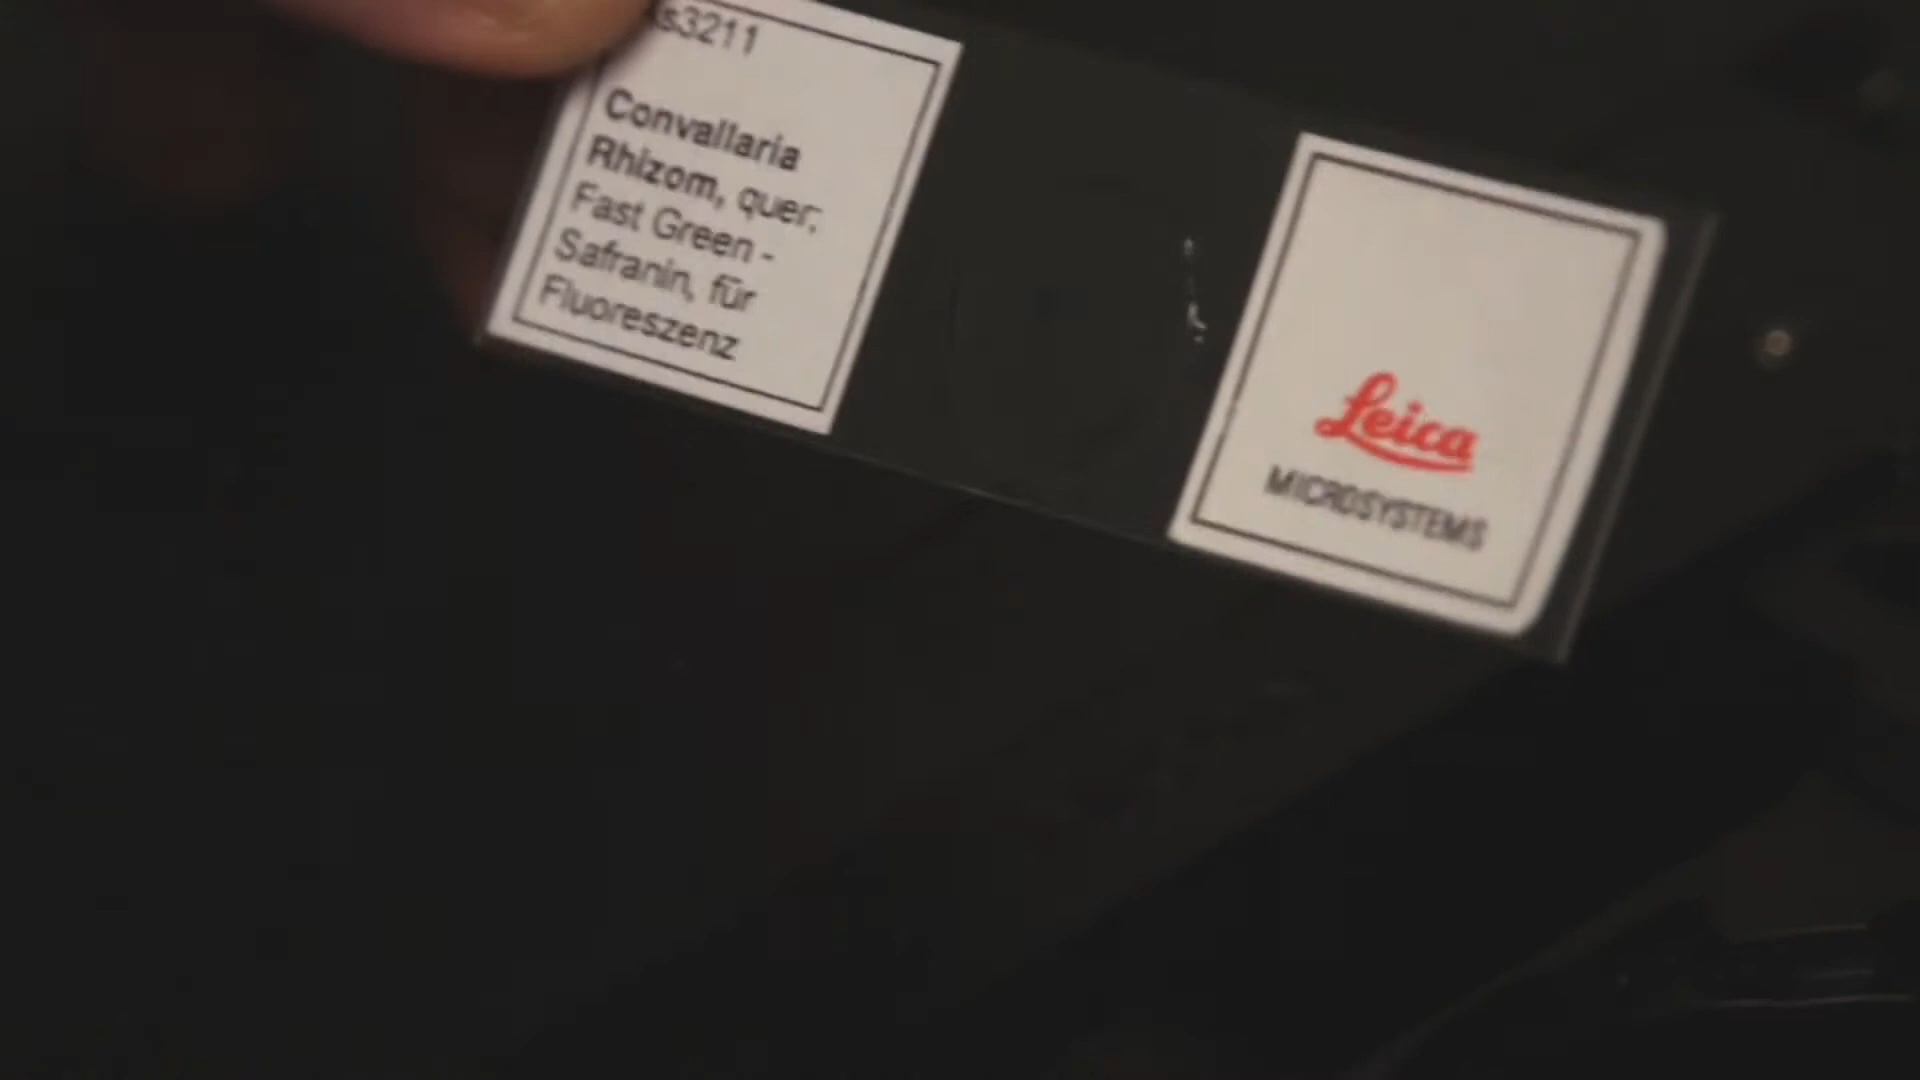 s3211
Convallaria
Rhizom, quer;
Fast Green -
Safranin, für
Fluoreszenz
Leica
MICROSYSTEMS